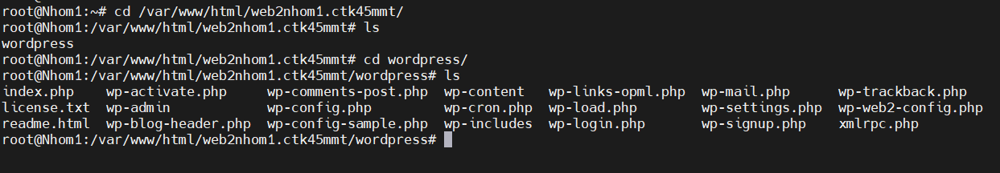 root@Nhom1:~# cd /var/www/html/web2nhom1.ctk45mmt/
root@Nhom1:/var/www/html/web2nhom1.ctk45mmt# ls
wordpress
root@Nhom1:/var/www/html/web2nhom1.ctk45mmt# cd wordpress/
root@Nhom1:/var/www/html/web2nhom1.ctk45mmt/wordpress# ls
index.php    wp-activate.php     wp-comments-post.php  wp-content   wp-links-opml.php  wp-mail.php      wp-trackback.php
license.txt  wp-admin            wp-config.php         wp-cron.php  wp-load.php        wp-settings.php  wp-web2-config.php
readme.html  wp-blog-header.php  wp-config-sample.php  wp-includes  wp-login.php       wp-signup.php    xmlrpc.php
root@Nhom1:/var/www/html/web2nhom1.ctk45mmt/wordpress#